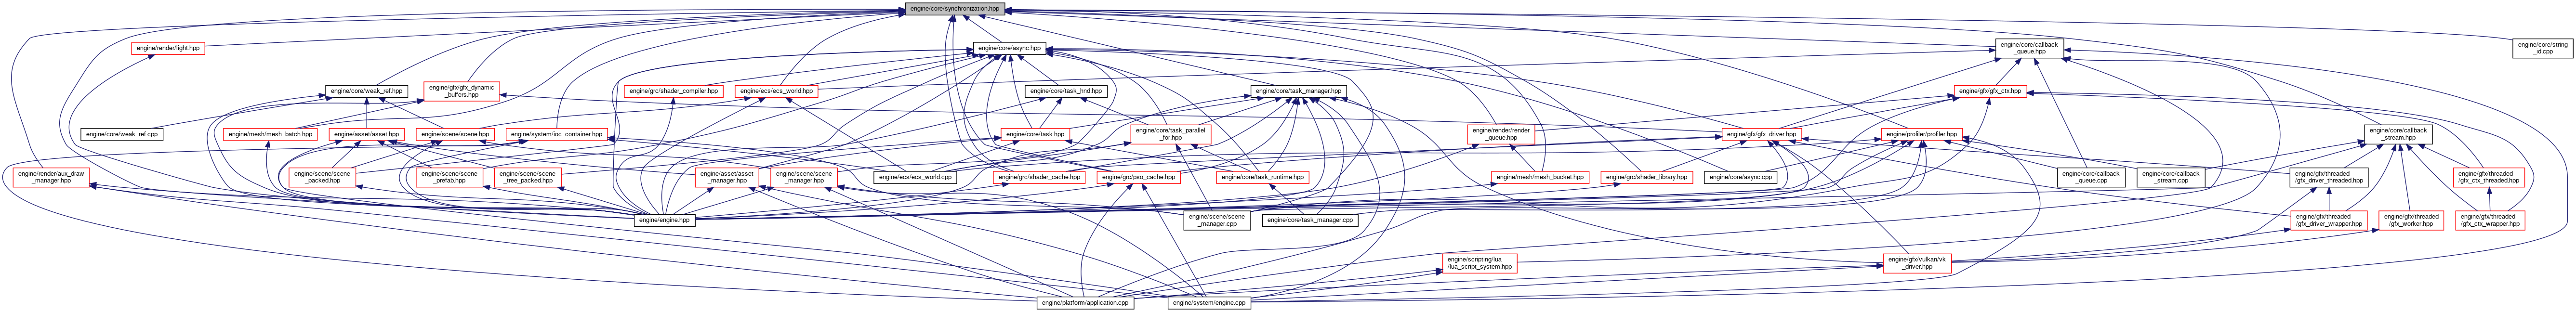 engine/core/synchronization.hpp
engine/render/light.hpp
engine/core/async.hpp
engine/core/callback
_queue.hpp
engine/core/string
_id.cpp
engine/core/weak_ref.hpp
engine/gfx/gfx_dynamic
_buffers.hpp
engine/grc/shader_compiler.hpp
engine/ecs/ecs_world.hpp
engine/core/task_hnd.hpp
engine/core/task_manager.hpp
engine/gfx/gfx_ctx.hpp
engine/core/weak_ref.cpp
engine/mesh/mesh_batch.hpp
engine/asset/asset.hpp
engine/scene/scene.hpp
engine/system/ioc_container.hpp
engine/core/task.hpp
engine/core/task_parallel
_for.hpp
engine/render/render
_queue.hpp
engine/gfx/gfx_driver.hpp
engine/profiler/profiler.hpp
engine/core/callback
_stream.hpp
engine/render/aux_draw
_manager.hpp
engine/scene/scene
_packed.hpp
engine/scene/scene
_prefab.hpp
engine/scene/scene
_tree_packed.hpp
engine/asset/asset
_manager.hpp
engine/scene/scene
_manager.hpp
engine/ecs/ecs_world.cpp
engine/grc/shader_cache.hpp
engine/grc/pso_cache.hpp
engine/core/task_runtime.hpp
engine/mesh/mesh_bucket.hpp
engine/grc/shader_library.hpp
engine/core/async.cpp
engine/core/callback
_queue.cpp
engine/core/callback
_stream.cpp
engine/gfx/threaded
/gfx_driver_threaded.hpp
engine/gfx/threaded
/gfx_ctx_threaded.hpp
engine/engine.hpp
engine/scene/scene
_manager.cpp
engine/core/task_manager.cpp
engine/gfx/threaded
/gfx_driver_wrapper.hpp
engine/gfx/threaded
/gfx_worker.hpp
engine/gfx/threaded
/gfx_ctx_wrapper.hpp
engine/scripting/lua
/lua_script_system.hpp
engine/gfx/vulkan/vk
_driver.hpp
engine/platform/application.cpp
engine/system/engine.cpp